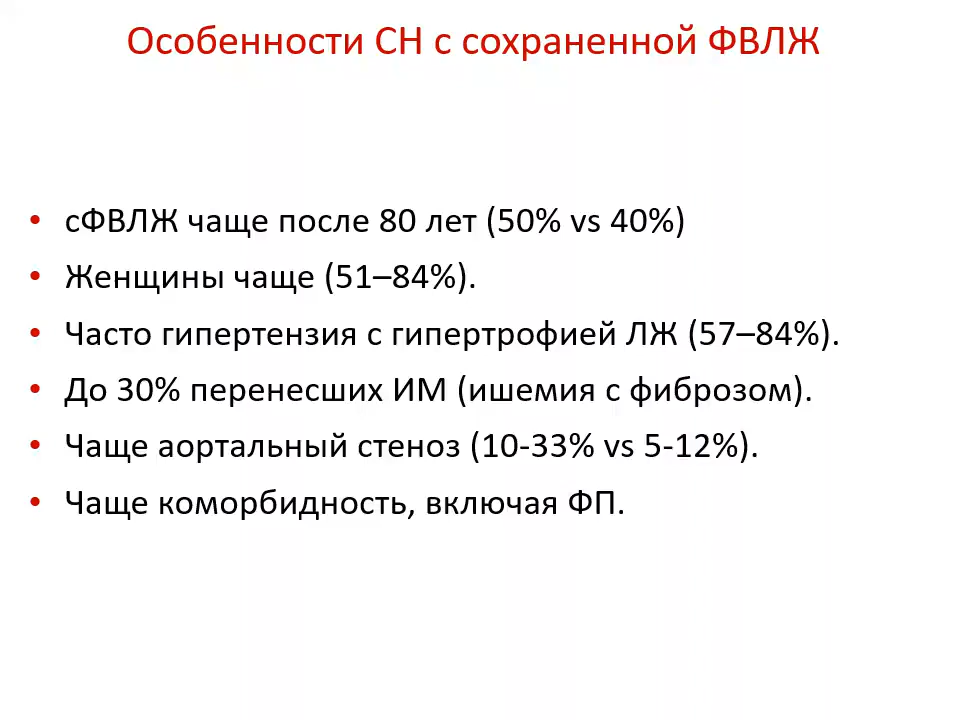 Особенности СН с сохраненной ФВЛЖ
• сФВЛЖ чаще после 80 лет (50% vs 40%)
• Женщины чаще (51–84%).
• Часто гипертензия с гипертрофией ЛЖ (57–84%).
• До 30% перенесших ИМ (ишемия с фиброзом).
• Чаще аортальный стеноз (10-33% vs 5-12%).
• Чаще коморбидность, включая ФП.